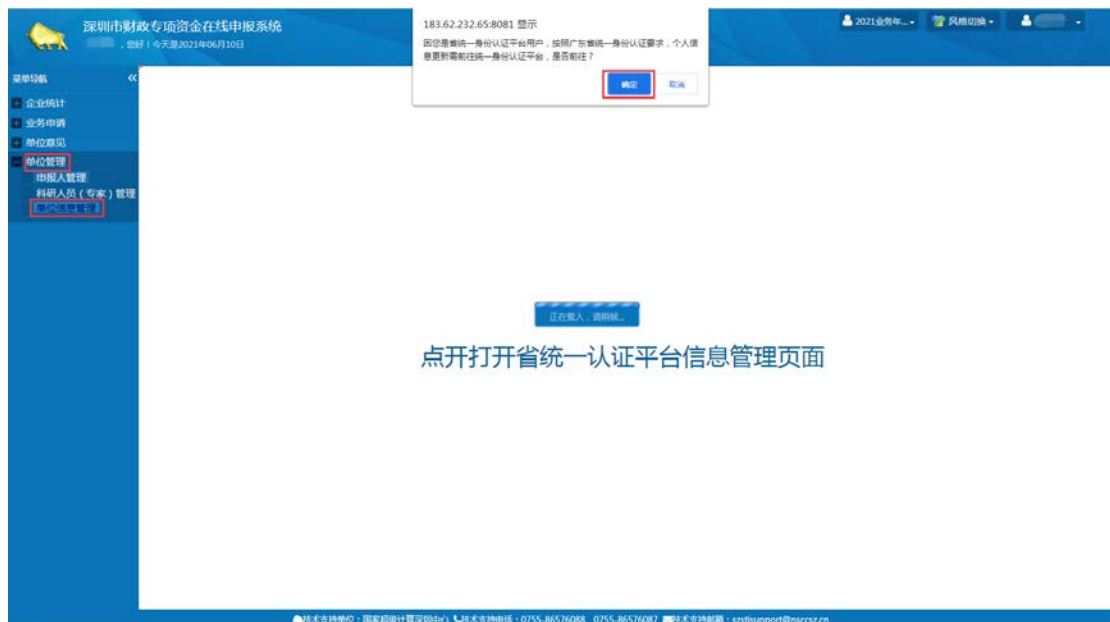 深圳市财政专项资金在线申报系统
，您好！今天是2021年06月10日
183.62.232.65:8081 显示
因您是省统一身份认证平台用户，按照广东省统一身份认证要求，个人信
息更新需前往统一身份认证平台，是否前往？
确定
取消
2021业务年...
风格切换
菜单导航
企业统计
业务申请
单位意见
单位管理
申报人管理
科研人员（专家）管理
单位信息管理
正在载入，请稍候...
点开打开省统一认证平台信息管理页面
技术支持单位：国家超级计算深圳中心 技术支持电话：0755-86576088、0755-86576087 技术支持邮箱：szstisupport@nsccsz.cn